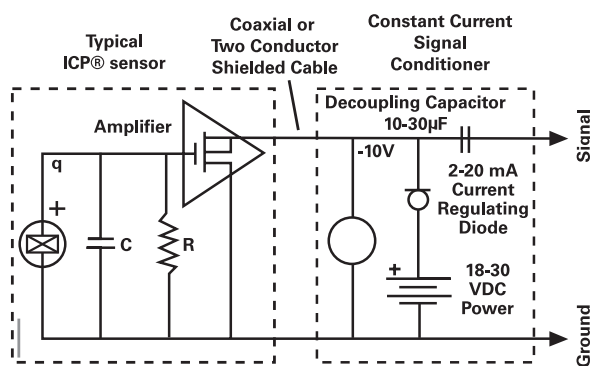 Typical
ICP® sensor
Coaxial or
Two Conductor
Shielded Cable
Constant Current
Signal
Conditioner
Amplifier
Decoupling Capacitor
10-30µF
-10V
Signal
q
+
C
R
2-20 mA
Current
Regulating
Diode
+
18-30
VDC
Power
Ground